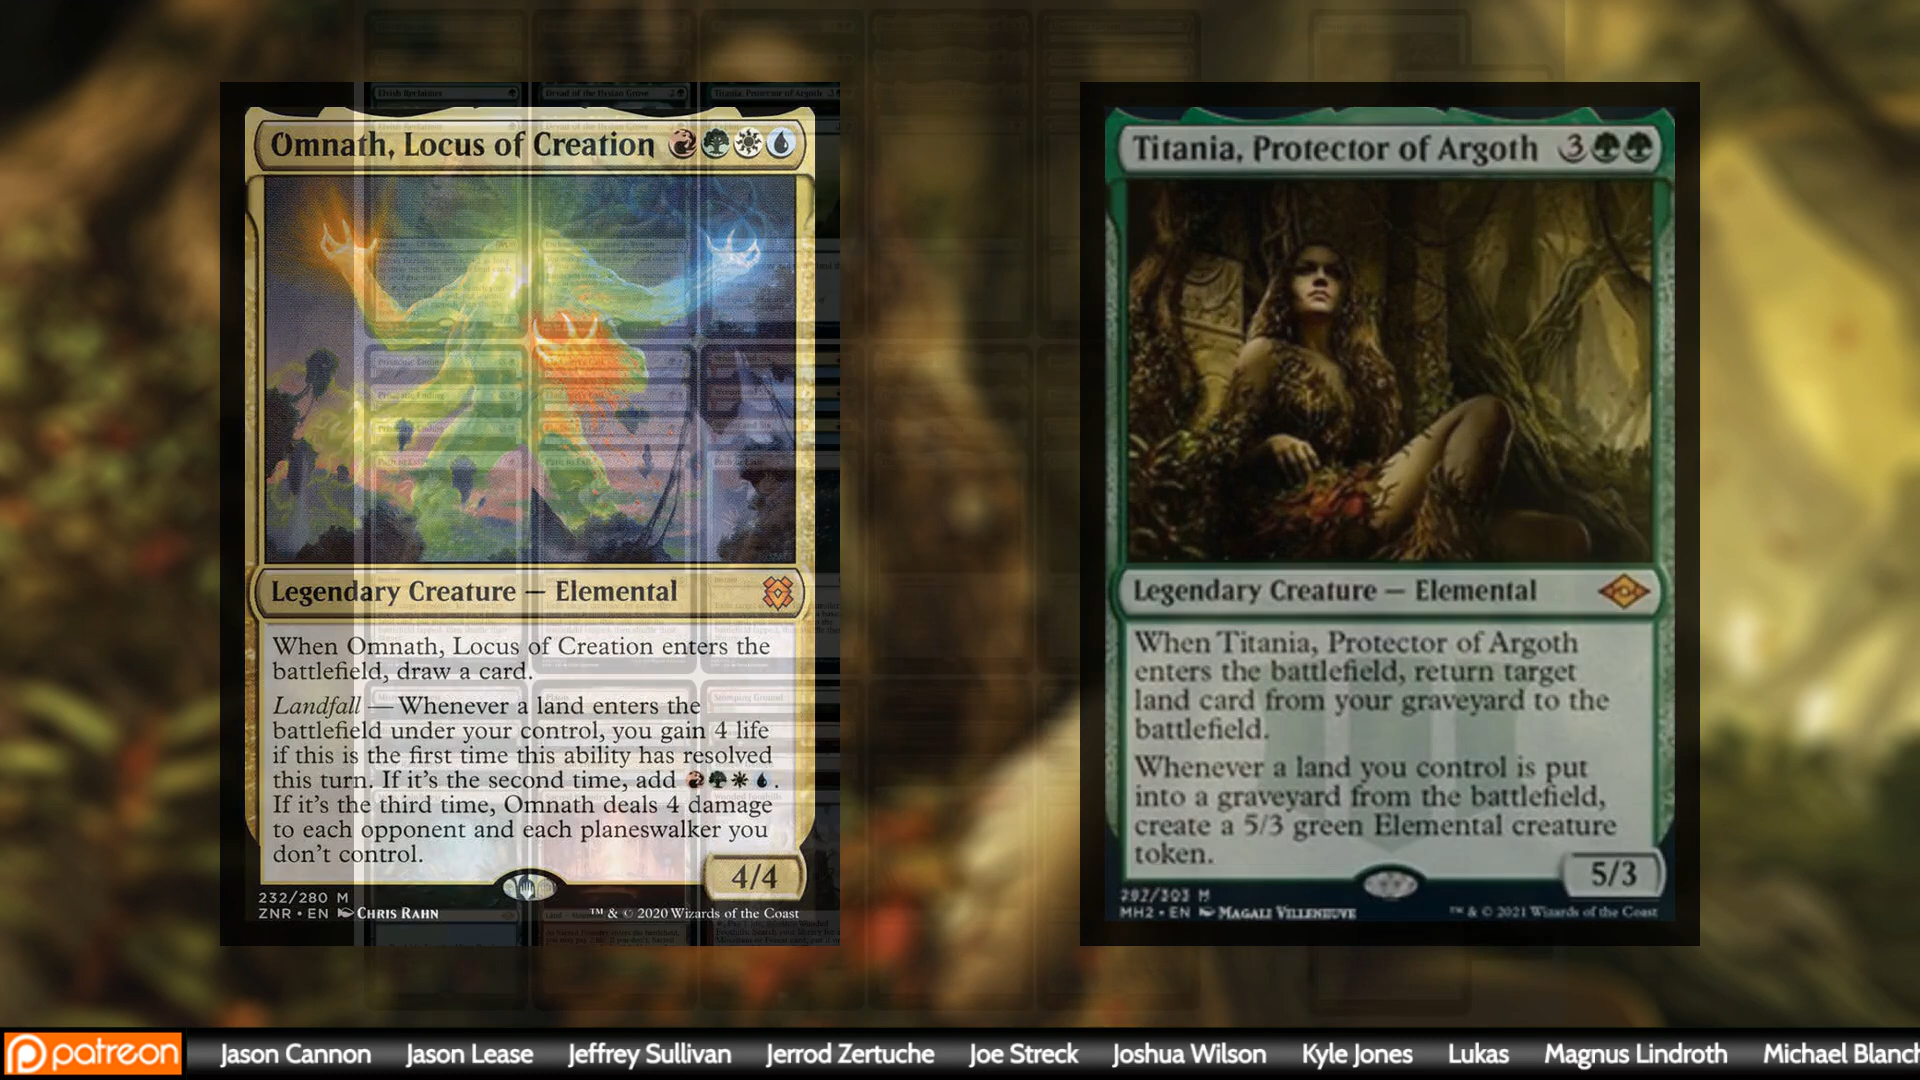 Omnath, Locus of Creation
Legendary Creature — Elemental
When Omnath, Locus of Creation enters the
battlefield, draw a card.
Landfall — Whenever a land enters the
battlefield under your control, you gain 4 life
if this is the first time this ability has resolved
this turn. If it's the second time, add
If it's the third time, Omnath deals 4 damage
to each opponent and each planeswalker you
don't control.
4/4
232/280 M
ZNR • EN Chris Rahn
™ & © 2020 Wizards of the Coast
Titania, Protector of Argoth 3
Legendary Creature — Elemental
When Titania, Protector of Argoth
enters the battlefield, return target
land card from your graveyard to the
battlefield.
Whenever a land you control is put
into a graveyard from the battlefield,
create a 5/3 green Elemental creature
token.
5/3
287/303 M
MH2 • EN Magali Villeneuve
™ & © 2021 Wizards of the Coast
patreon Jason Cannon Jason Lease Jeffrey Sullivan Jerrod Zertuche Joe Streck Joshua Wilson Kyle Jones Lukas Magnus Lindroth Michael Blanch